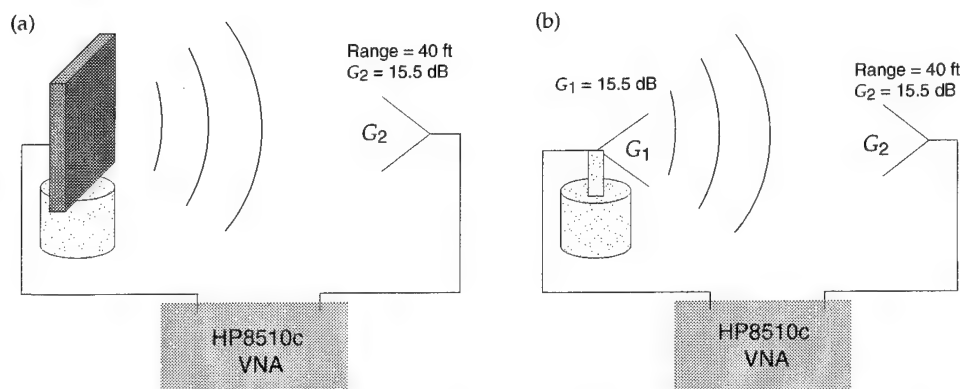 (a)
Range = 40 ft
G₂ = 15.5 dB
G₂
HP8510c
VNA
(b)
G₁ = 15.5 dB
Range = 40 ft
G₂ = 15.5 dB
G₁
G₂
HP8510c
VNA